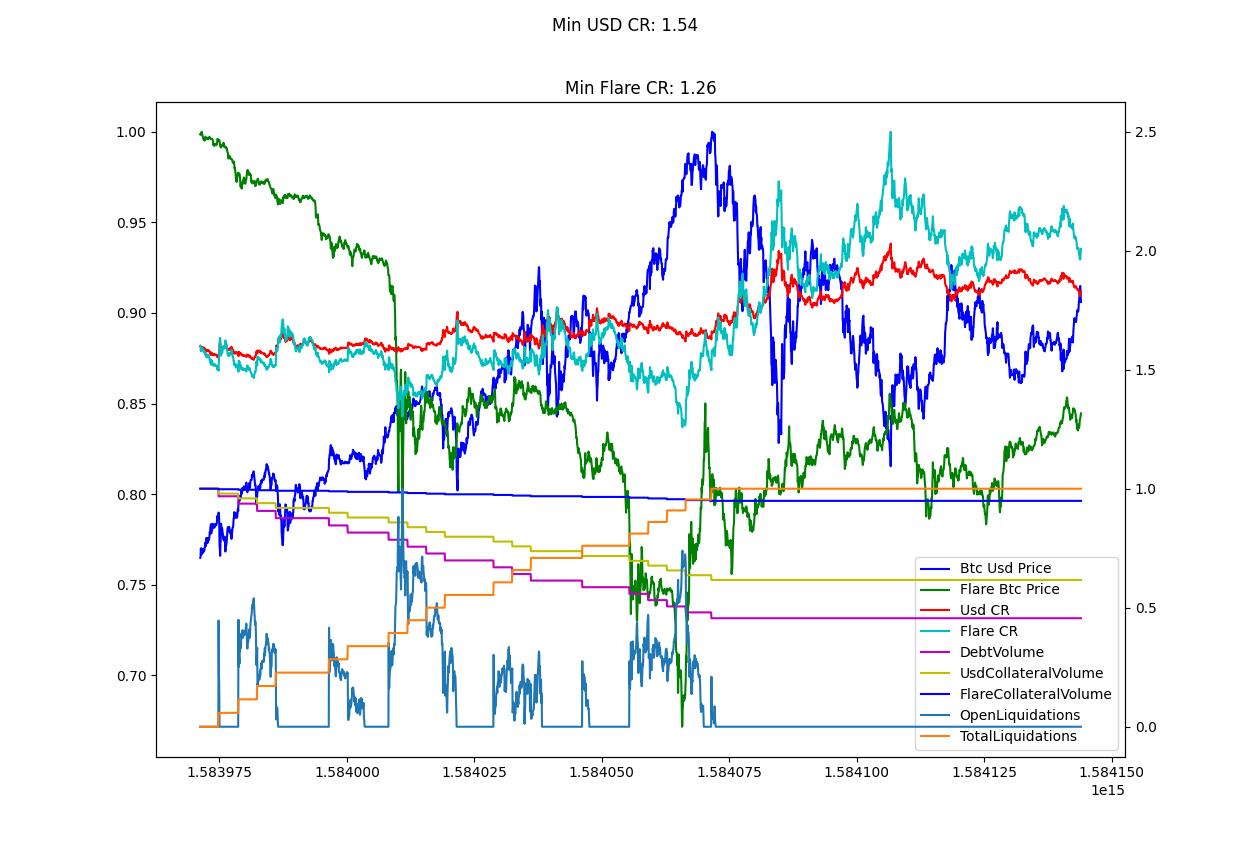 Min USD CR: 1.54
Min Flare CR: 1.26
1.00
0.95
0.90
0.85
0.80
0.75
0.70
2.5
2.0
1.5
1.0
0.5
0.0
Btc Usd Price
Flare Btc Price
Usd CR
Flare CR
DebtVolume
UsdCollateralVolume
FlareCollateralVolume
OpenLiquidations
TotalLiquidations
1.583975 1.584000 1.584025 1.584050 1.584075 1.584100 1.584125 1.584150
1e15